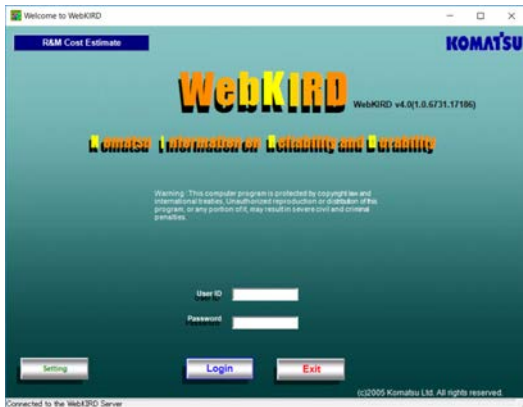 Welcome to WebKIRD
R&M Cost Estimate
KOMATSU
WebKIRD
WebKIRD v4.0(1.0.6731.17186)
Komatsu Information on Reliability and Durability
Warning : This computer program is protected by copyright law and
international treaties, Unauthorized reproduction or distribution of this
program, or any portion of it, may result in severe civil and criminal
penalties.
User ID
Password
Setting
Login
Exit
(c)2005 Komatsu Ltd. All rights reserved.
Connected to the WebKIRD Server